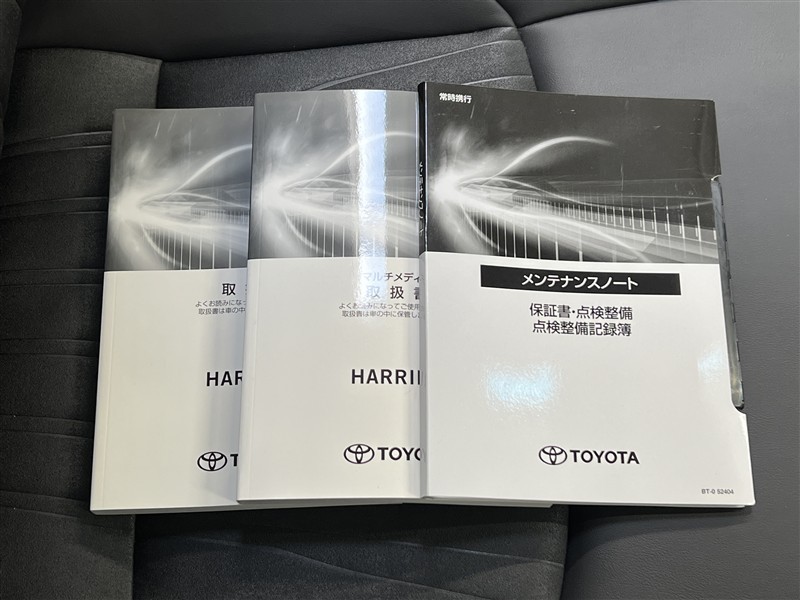 取
よくお読みになっ
取扱書は車の中
HAR
T
マルチメディ
取扱書
よくお読みになってご使用
取扱書は車の中に保管し
HARRI
TOYO
常時携行
メンテナンスノート
保証書・点検整備
点検整備記録簿
TOYOTA
BT-0 52404